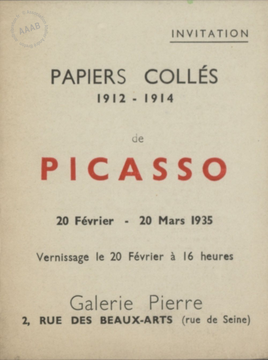 AAAB
INVITATION
PAPIERS COLLÉS
1912 - 1914
de
PICASSO
20 Février - 20 Mars 1935
Vernissage le 20 Février à 16 heures
Galerie Pierre
2, RUE DES BEAUX-ARTS (rue de Seine)